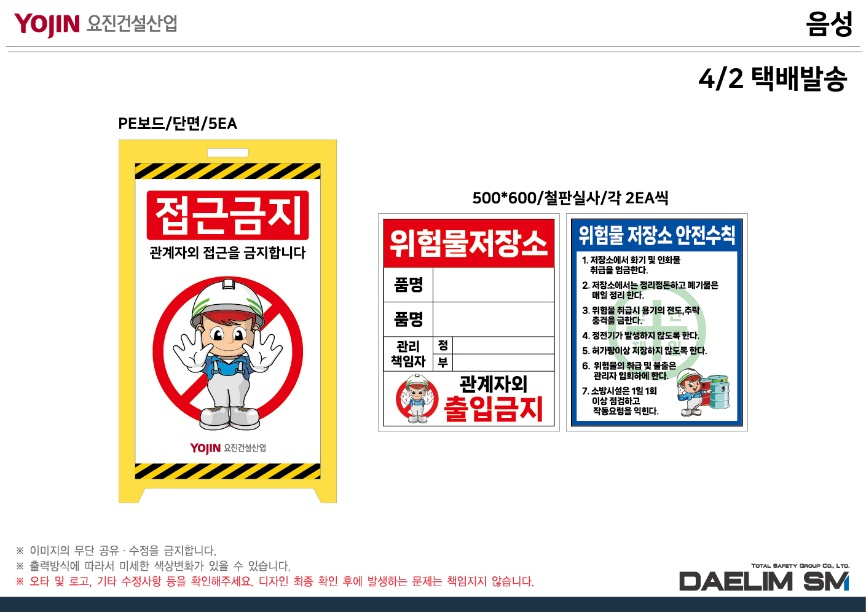 YOJIN 요진건설산업
음성
4/2 택배발송
PE보드/단면/5EA
접근금지
관계자외 접근을 금지합니다
YOJIN 요진건설산업
500*600/철판실사/각 2EA씩
위험물저장소
품명
품명
관리
책임자
정
부
관계자외
출입금지
위험물 저장소 안전수칙
1. 저장소에서 화기 및 인화물
취급을 엄금한다.
2. 저장소에서는 정리정돈하고 폐기물은
매일 정리 한다.
3. 위험물 취급시 용기의 전도,추락
충격을 금한다.
4. 정전기가 발생하지 않도록 한다.
5. 허가량이상 저장하지 않도록 한다.
6. 위험물의 취급 및 불출은
관리자 입회하에 한다.
7. 소방시설은 1일 1회
이상 점검하고
작동요령을 익힌다.
※ 이미지의 무단 공유 · 수정을 금지합니다.
※ 출력방식에 따라서 미세한 색상변화가 있을 수 있습니다.
※ 오타 및 로고, 기타 수정사항 등을 확인해주세요. 디자인 최종 확인 후에 발생하는 문제는 책임지지 않습니다.
TOTAL SAFETY GROUP CO., LTD.
DAELIM SM